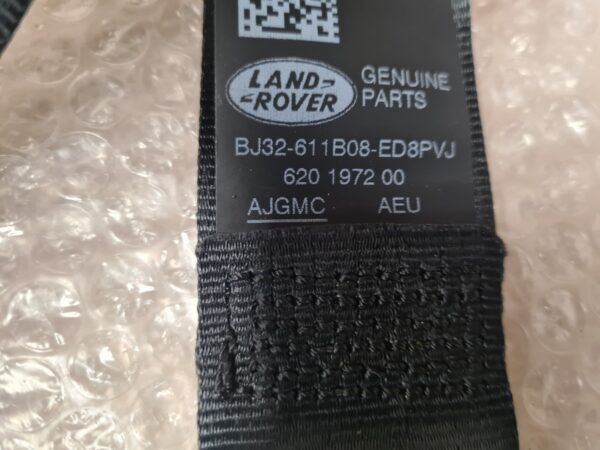 LAND-
-ROVER
GENUINE
PARTS
BJ32-611B08-ED8PVJ
620 1972 00
AJGMC AEU